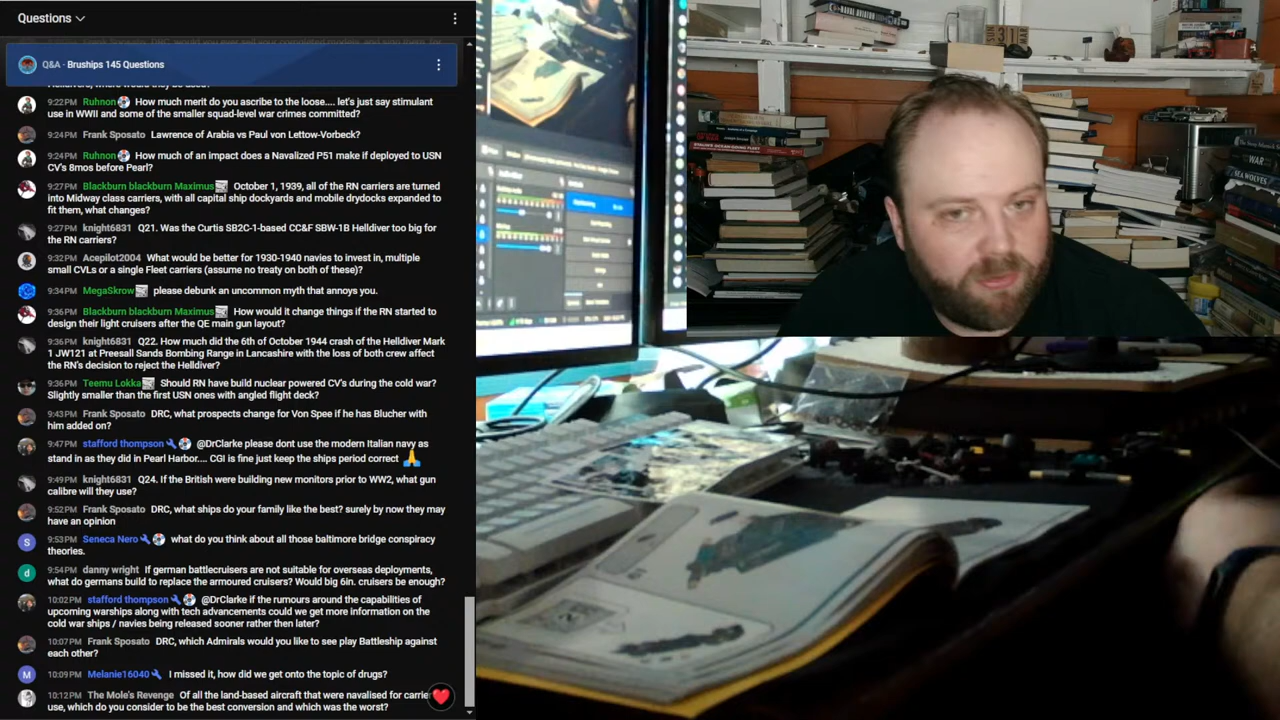 Questions
Q&A · Bruships 145 Questions
9:22PM Ruhnon How much merit do you ascribe to the loose.... let's just say stimulant
use in WWII and some of the smaller squad-level war crimes committed?
9:24PM Frank Sposato Lawrence of Arabia vs Paul von Lettow-Vorbeck?
9:24PM Ruhnon How much of an impact does a Navalized P51 make if deployed to USN
CV's 8mos before Pearl?
9:27PM Blackburn blackburn Maximus October 1, 1939, all of the RN carriers are turned
into Midway class carriers, with all capital ship dockyards and mobile drydocks expanded to
fit them, what changes?
9:27PM knight6831 Q21. Was the Curtis SB2C-1-based CC&F SBW-1B Helldiver too big for
the RN carriers?
9:32PM Acepilot2004 What would be better for 1930-1940 navies to invest in, multiple
small CVLs or a single Fleet carriers (assume no treaty on both of these)?
9:34PM MegaSkrow please debunk an uncommon myth that annoys you.
9:36PM Blackburn blackburn Maximus How would it change things if the RN started to
design their light cruisers after the QE main gun layout?
9:36PM knight6831 Q22. How much did the 6th of October 1944 crash of the Helldiver Mark
1 JW121 at Preesall Sands Bombing Range in Lancashire with the loss of both crew affect
the RN's decision to reject the Helldiver?
9:36PM Teemu Lokka Should RN have build nuclear powered CV's during the cold war?
Slightly smaller than the first USN ones with angled flight deck?
9:43PM Frank Sposato DRC, what prospects change for Von Spee if he has Blucher with
him added on?
9:47PM stafford thompson @DrClarke please dont use the modern Italian navy as
stand in as they did in Pearl Harbor.... CGI is fine just keep the ships period correct 🙏
9:49PM knight6831 Q24. If the British were building new monitors prior to WW2, what gun
calibre will they use?
9:52PM Frank Sposato DRC, what ships do your family like the best? surely by now they may
have an opinion
9:53PM Seneca Nero what do you think about all those baltimore bridge conspiracy
theories.
9:54PM danny wright If german battlecruisers are not suitable for overseas deployments,
what do germans build to replace the armoured cruisers? Would big 6in. cruisers be enough?
10:02PM stafford thompson @DrClarke if the rumours around the capabilities of
upcoming warships along with tech advancements could we get more information on the
cold war ships / navies being released sooner rather then later?
10:07PM Frank Sposato DRC, which Admirals would you like to see play Battleship against
each other?
10:09PM Melanie16040 I missed it, how did we get onto the topic of drugs?
10:12PM The Mole's Revenge Of all the land-based aircraft that were navalised for carrie
use, which do you consider to be the best conversion and which was the worst?
SEA WOLVES
WAR